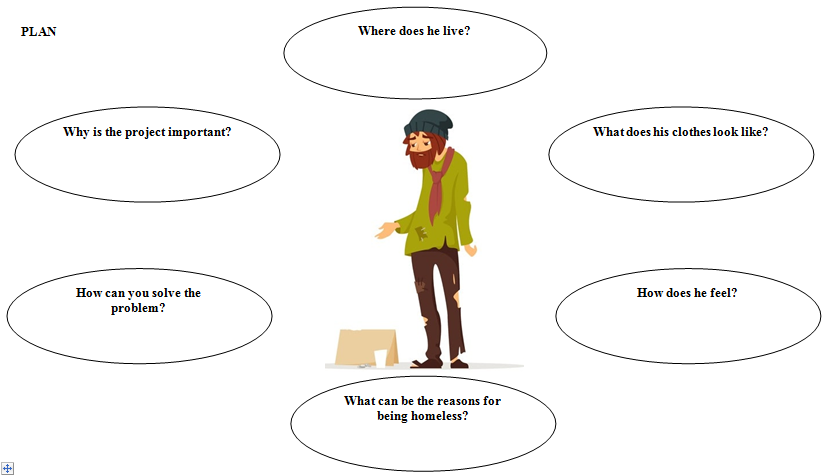 PLAN
Where does he live?
Why is the project important?
What does his clothes look like?
How can you solve the
problem?
How does he feel?
What can be the reasons for
being homeless?